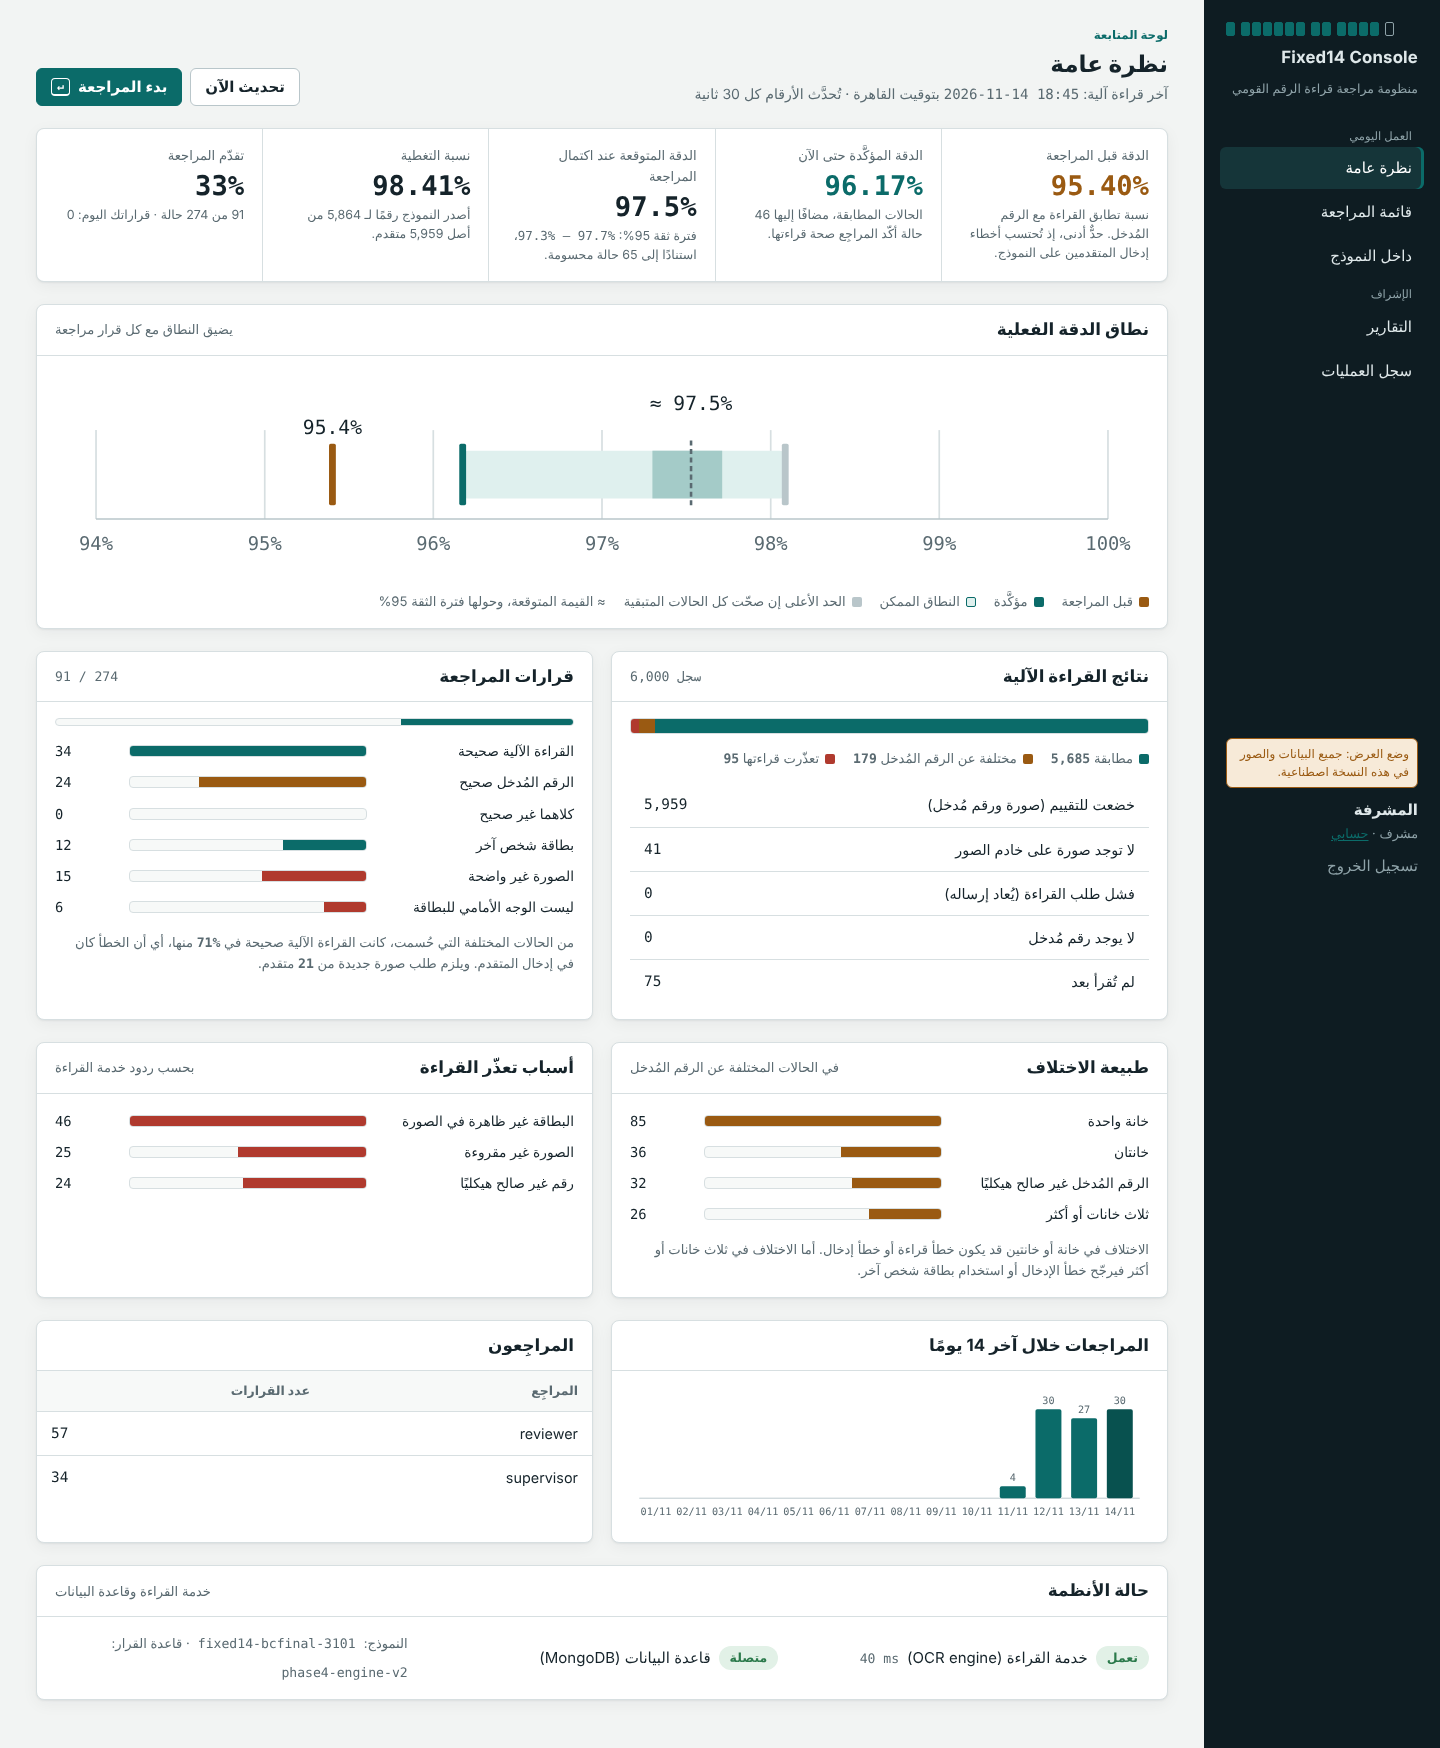 Fixed14 Console
منظومة مراجعة قراءة الرقم القومي
العمل اليومي
نظرة عامة
قائمة المراجعة
داخل النموذج
الإشراف
التقارير
سجل العمليات
وضع العرض: جميع البيانات والصور
في هذه النسخة اصطناعية.
المشرفة
مشرف · حسابي
تسجيل الخروج
لوحة المتابعة
نظرة عامة
آخر قراءة آلية: 2026-11-14 18:45 بتوقيت القاهرة · تُحدَّث الأرقام كل 30 ثانية
تحديث الآن
بدء المراجعة ↵
الدقة قبل المراجعة
95.40%
نسبة تطابق القراءة مع الرقم
المُدخل. حدٌّ أدنى، إذ تُحتسب أخطاء
إدخال المتقدمين على النموذج.
الدقة المؤكَّدة حتى الآن
96.17%
الحالات المطابقة، مضافًا إليها 46
حالة أكّد المراجِع صحة قراءتها.
الدقة المتوقعة عند اكتمال
المراجعة
97.5%
فترة ثقة 95%: 97.3% – 97.7%،
استنادًا إلى 65 حالة محسومة.
نسبة التغطية
98.41%
أصدر النموذج رقمًا لـ 5,864 من
أصل 5,959 متقدم.
تقدّم المراجعة
33%
91 من 274 حالة · قراراتك اليوم: 0
نطاق الدقة الفعلية
يضيق النطاق مع كل قرار مراجعة
≈ 97.5%
95.4%
94% 95% 96% 97% 98% 99% 100%
قبل المراجعة
مؤكَّدة
النطاق الممكن
الحد الأعلى إن صحّت كل الحالات المتبقية
≈ القيمة المتوقعة، وحولها فترة الثقة 95%
نتائج القراءة الآلية
6,000 سجل
مطابقة 5,685
مختلفة عن الرقم المُدخل 179
تعذّرت قراءتها 95
خضعت للتقييم (صورة ورقم مُدخل) 5,959
لا توجد صورة على خادم الصور 41
فشل طلب القراءة (يُعاد إرساله) 0
لا يوجد رقم مُدخل 0
لم تُقرأ بعد 75
قرارات المراجعة
91 / 274
القراءة الآلية صحيحة 34
الرقم المُدخل صحيح 24
كلاهما غير صحيح 0
بطاقة شخص آخر 12
الصورة غير واضحة 15
ليست الوجه الأمامي للبطاقة 6
من الحالات المختلفة التي حُسمت، كانت القراءة الآلية صحيحة في 71% منها، أي أن الخطأ كان
في إدخال المتقدم. ويلزم طلب صورة جديدة من 21 متقدم.
طبيعة الاختلاف
في الحالات المختلفة عن الرقم المُدخل
خانة واحدة 85
خانتان 36
الرقم المُدخل غير صالح هيكليًا 32
ثلاث خانات أو أكثر 26
الاختلاف في خانة أو خانتين قد يكون خطأ قراءة أو خطأ إدخال. أما الاختلاف في ثلاث خانات أو
أكثر فيرجّح خطأ الإدخال أو استخدام بطاقة شخص آخر.
أسباب تعذّر القراءة
بحسب ردود خدمة القراءة
البطاقة غير ظاهرة في الصورة 46
الصورة غير مقروءة 25
رقم غير صالح هيكليًا 24
المراجعات خلال آخر 14 يومًا
4 30 27 30
01/11 02/11 03/11 04/11 05/11 06/11 07/11 08/11 09/11 10/11 11/11 12/11 13/11 14/11
المراجِعون
المراجِع عدد القرارات
reviewer 57
supervisor 34
حالة الأنظمة
خدمة القراءة وقاعدة البيانات
تعمل خدمة القراءة (OCR engine) 40 ms
متصلة قاعدة البيانات (MongoDB)
النموذج: fixed14-bcfinal-3101 · قاعدة القرار:
phase4-engine-v2